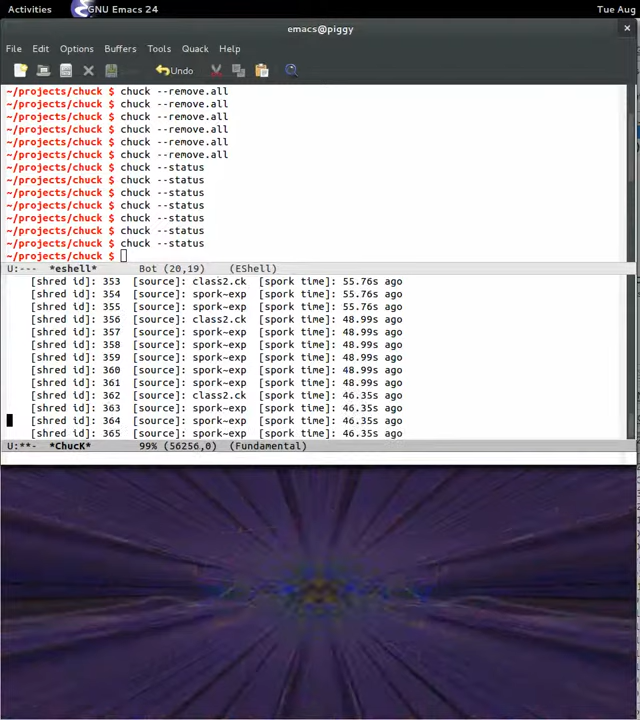 Activities GNU Emacs 24 Tue Aug
emacs@piggy
File Edit Options Buffers Tools Quack Help
Undo
~/projects/chuck $ chuck --remove.all
~/projects/chuck $ chuck --remove.all
~/projects/chuck $ chuck --remove.all
~/projects/chuck $ chuck --remove.all
~/projects/chuck $ chuck --remove.all
~/projects/chuck $ chuck --remove.all
~/projects/chuck $ chuck --status
~/projects/chuck $ chuck --status
~/projects/chuck $ chuck --status
~/projects/chuck $ chuck --status
~/projects/chuck $ chuck --status
~/projects/chuck $ chuck --status
~/projects/chuck $ chuck --status
~/projects/chuck $
U:--- *eshell* Bot (20,19) (EShell)
[shred id]: 353 [source]: class2.ck [spork time]: 55.76s ago
[shred id]: 354 [source]: spork~exp [spork time]: 55.76s ago
[shred id]: 355 [source]: spork~exp [spork time]: 55.76s ago
[shred id]: 356 [source]: class2.ck [spork time]: 48.99s ago
[shred id]: 357 [source]: spork~exp [spork time]: 48.99s ago
[shred id]: 358 [source]: spork~exp [spork time]: 48.99s ago
[shred id]: 359 [source]: spork~exp [spork time]: 48.99s ago
[shred id]: 360 [source]: spork~exp [spork time]: 48.99s ago
[shred id]: 361 [source]: spork~exp [spork time]: 48.99s ago
[shred id]: 362 [source]: class2.ck [spork time]: 46.35s ago
[shred id]: 363 [source]: spork~exp [spork time]: 46.35s ago
[shred id]: 364 [source]: spork~exp [spork time]: 46.35s ago
[shred id]: 365 [source]: spork~exp [spork time]: 46.35s ago
U:**- *ChucK* 99% (56256,0) (Fundamental)